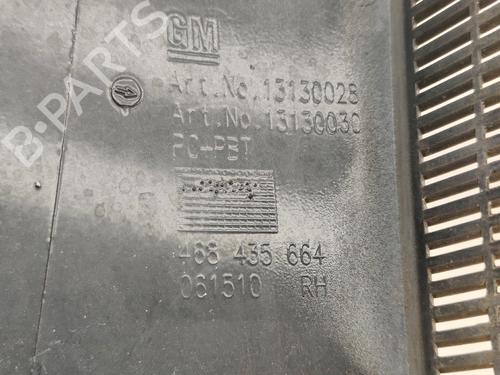 GM
Art.No.13130028
Art.No.13130030
PC-PBT
468 435 664
061510 RH
B-PARTS